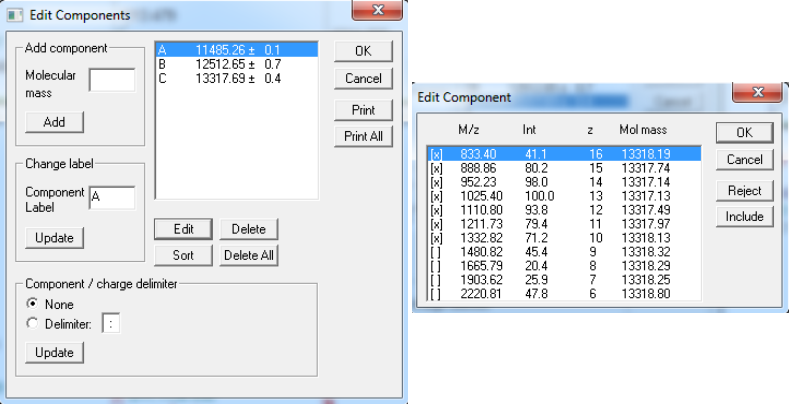 Edit Components
Add component
Molecular mass
Add
A 11485.26 ± 0.1
B 12512.65 ± 0.7
C 13317.69 ± 0.4
OK
Cancel
Print
Print All
Change label
Component Label A
Update
Edit Delete
Sort Delete All
Component / charge delimiter
None
Delimiter: :
Update
Edit Component
M/z Int z Mol mass
[x] 833.40 41.1 16 13318.19
[x] 888.86 80.2 15 13317.74
[x] 952.23 98.0 14 13317.14
[x] 1025.40 100.0 13 13317.13
[x] 1110.80 93.8 12 13317.49
[x] 1211.73 79.4 11 13317.97
[x] 1332.82 71.2 10 13318.13
[ ] 1480.82 45.4 9 13318.32
[ ] 1665.79 20.4 8 13318.29
[ ] 1903.62 25.9 7 13318.25
[ ] 2220.81 47.8 6 13318.80
OK
Cancel
Reject
Include